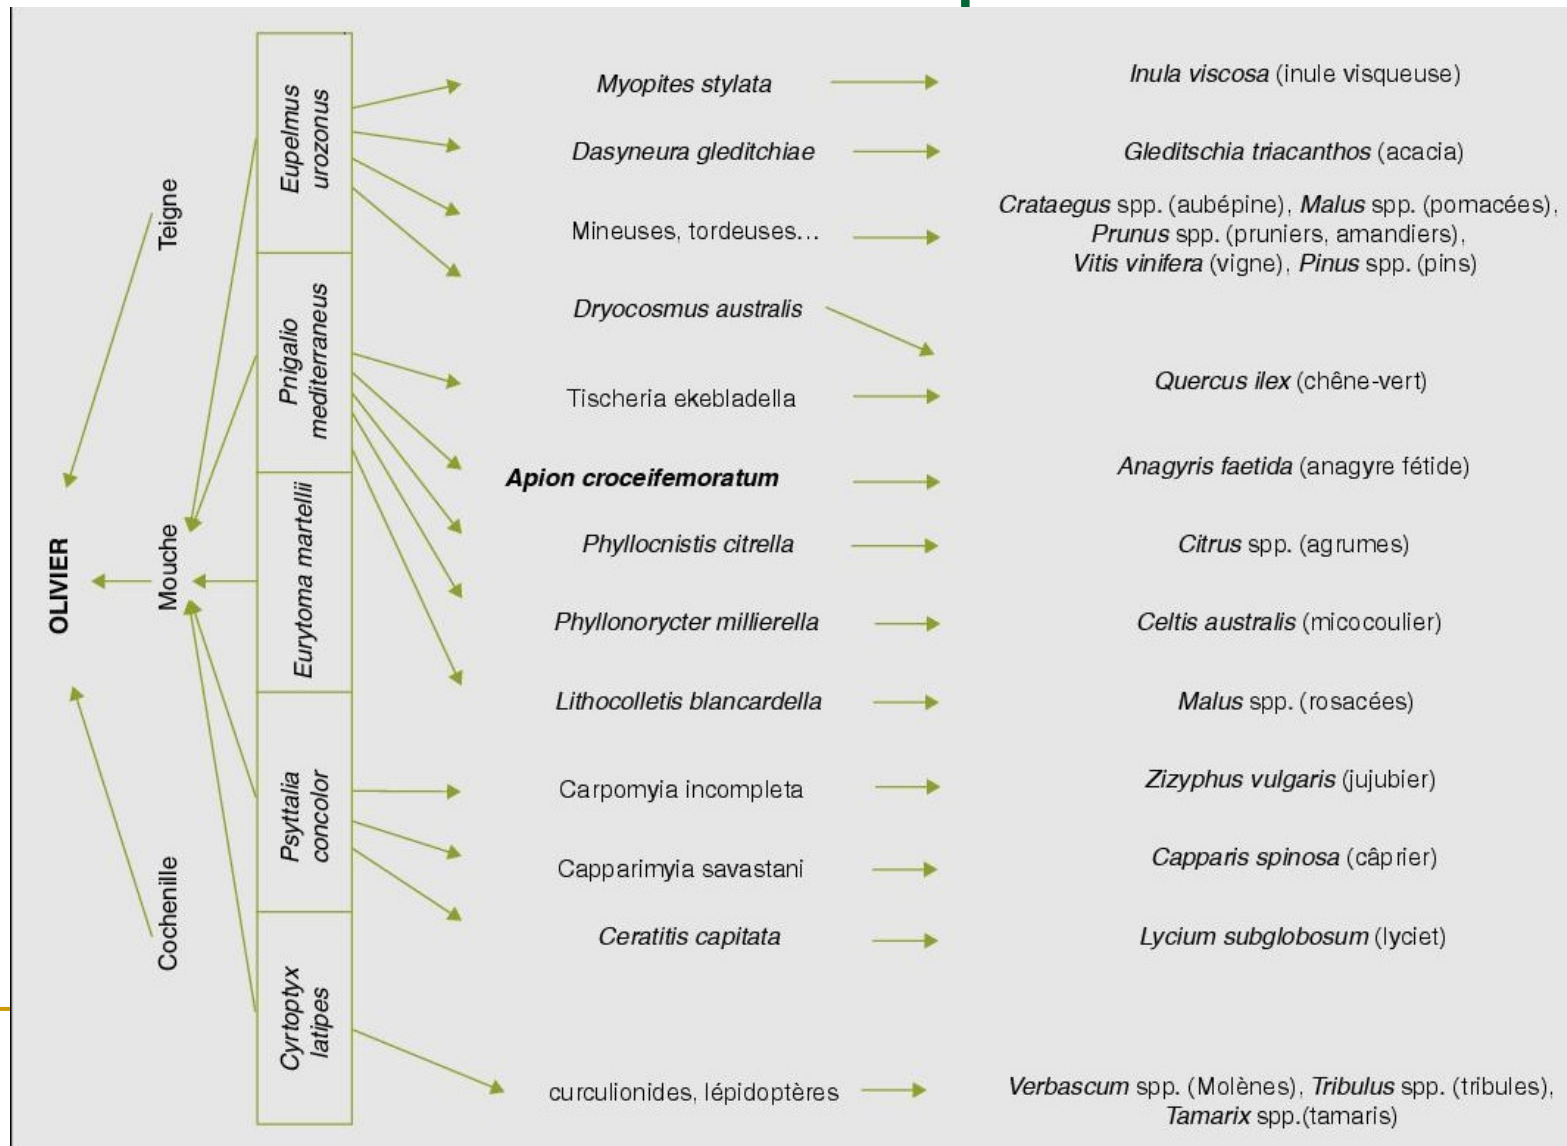 OLIVIER
Teigne
Mouche
Cochenille
Eupelmus
urozonus
Pnigalio
mediterraneus
Eurytoma martellii
Psyttalia
concolor
Cyrtoptyx
latipes
Myopites stylata
Inula viscosa (inule visqueuse)
Dasyneura gleditchiae
Gleditschia triacanthos (acacia)
Mineuses, tordeuses...
Crataegus spp. (aubépine), Malus spp. (pomacées),
Prunus spp. (pruniers, amandiers),
Vitis vinifera (vigne), Pinus spp. (pins)
Dryocosmus australis
Tischeria ekebladella
Quercus ilex (chêne-vert)
Apion croceifemoratum
Anagyris faetida (anagyre fétide)
Phyllocnistis citrella
Citrus spp. (agrumes)
Phyllonorycter millierella
Celtis australis (micocoulier)
Lithocolletis blancardella
Malus spp. (rosacées)
Carpomyia incompleta
Zizyphus vulgaris (jujubier)
Capparimyia savastani
Capparis spinosa (câprier)
Ceratitis capitata
Lycium subglobosum (lyciet)
curculionides, lépidoptères
Verbascum spp. (Molènes), Tribulus spp. (tribules),
Tamarix spp.(tamaris)